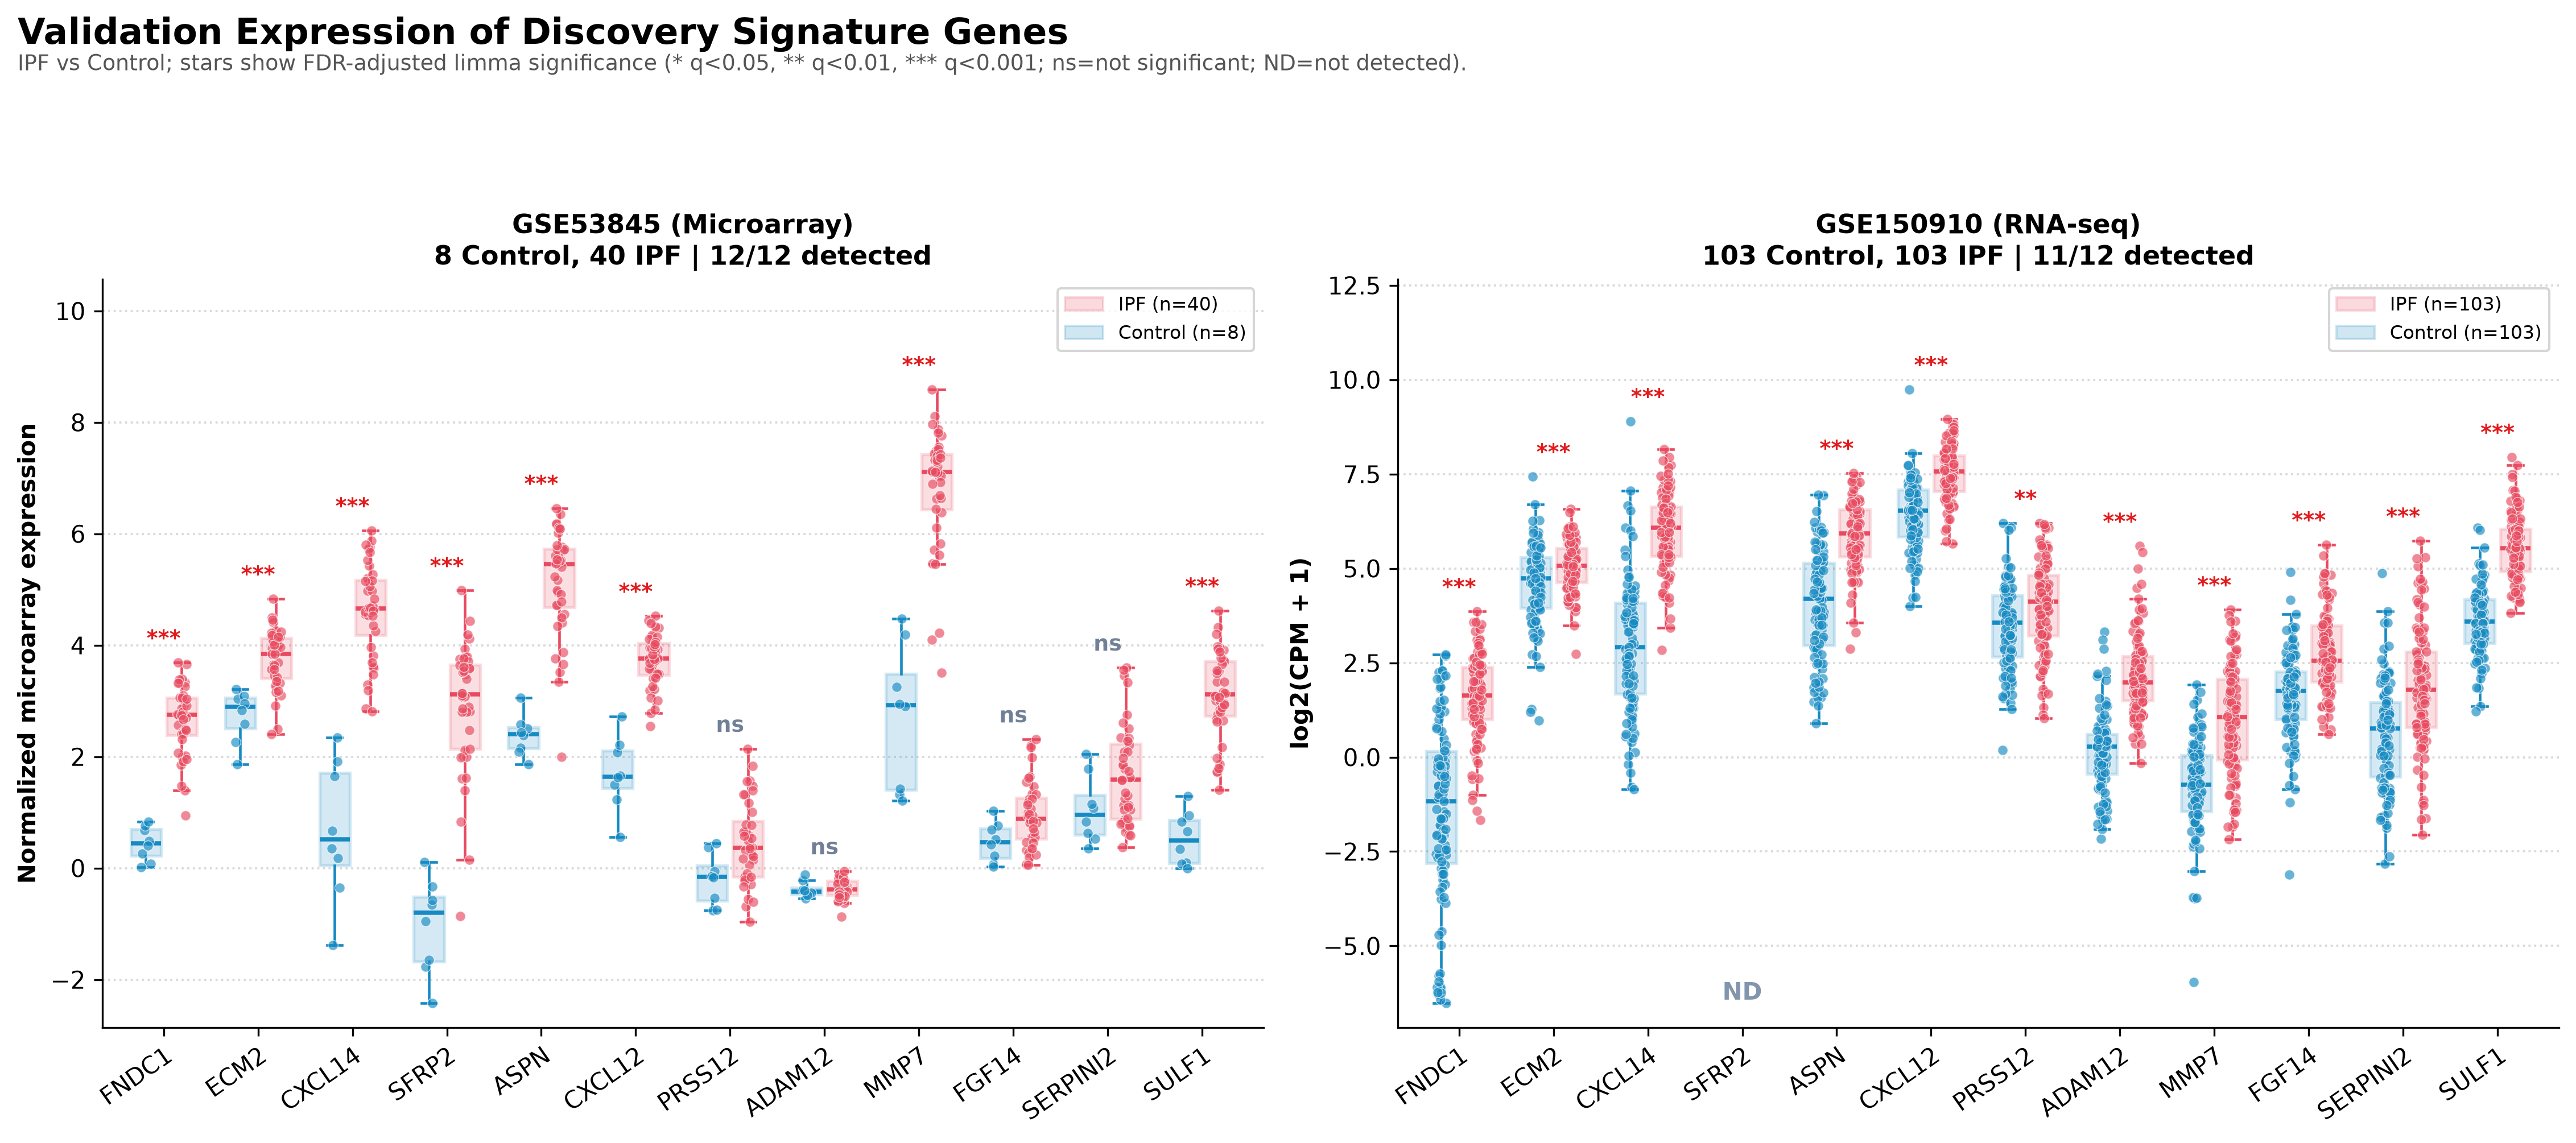 Validation Expression of Discovery Signature Genes
IPF vs Control; stars show FDR-adjusted limma significance (* q<0.05, ** q<0.01, *** q<0.001; ns=not significant; ND=not detected).
GSE53845 (Microarray)
8 Control, 40 IPF | 12/12 detected
Normalized microarray expression
10
8
6
4
2
0
−2
IPF (n=40)
Control (n=8)
***
***
***
***
***
***
ns
ns
***
ns
ns
***
FNDC1
ECM2
CXCL14
SFRP2
ASPN
CXCL12
PRSS12
ADAM12
MMP7
FGF14
SERPINI2
SULF1
GSE150910 (RNA-seq)
103 Control, 103 IPF | 11/12 detected
log2(CPM + 1)
12.5
10.0
7.5
5.0
2.5
0.0
−2.5
−5.0
IPF (n=103)
Control (n=103)
***
***
***
ND
***
***
**
***
***
***
***
***
FNDC1
ECM2
CXCL14
SFRP2
ASPN
CXCL12
PRSS12
ADAM12
MMP7
FGF14
SERPINI2
SULF1